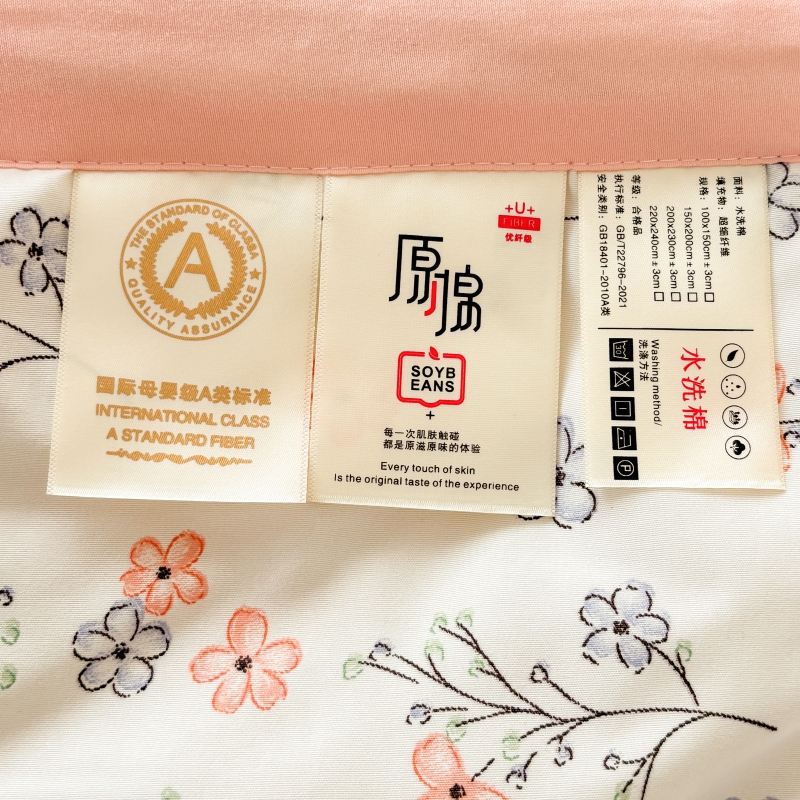 THE STANDARD OF CLASSA
A
QUALITY ASSURANCE
国际母婴级A类标准
INTERNATIONAL CLASS
A STANDARD FIBER
+U+
FIBER
优纤级
原棉
SOYB
EANS
+
每一次肌肤触碰
都是原滋原味的体验
Every touch of skin
Is the original taste of the experience
面料：水洗棉
填充物：超细纤维
规格：100x150cm±3cm□
150x200cm±3cm□
200x230cm±3cm□
220x240cm±3cm□
等级：合格品
执行标准：GB/T22796-2021
安全类别：GB18401-2010A类
水洗棉
Washing method/
洗涤方法
30
P